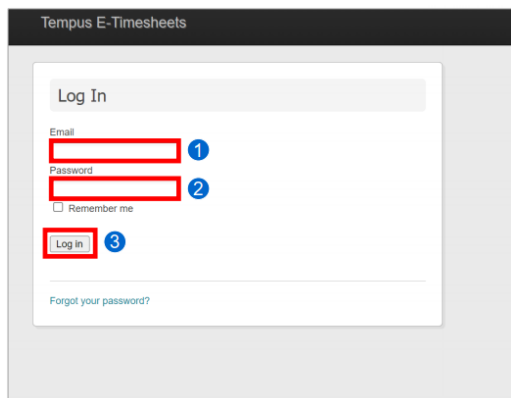 Tempus E-Timesheets
Log In
Email
1
Password
2
Remember me
Log in
3
Forgot your password?